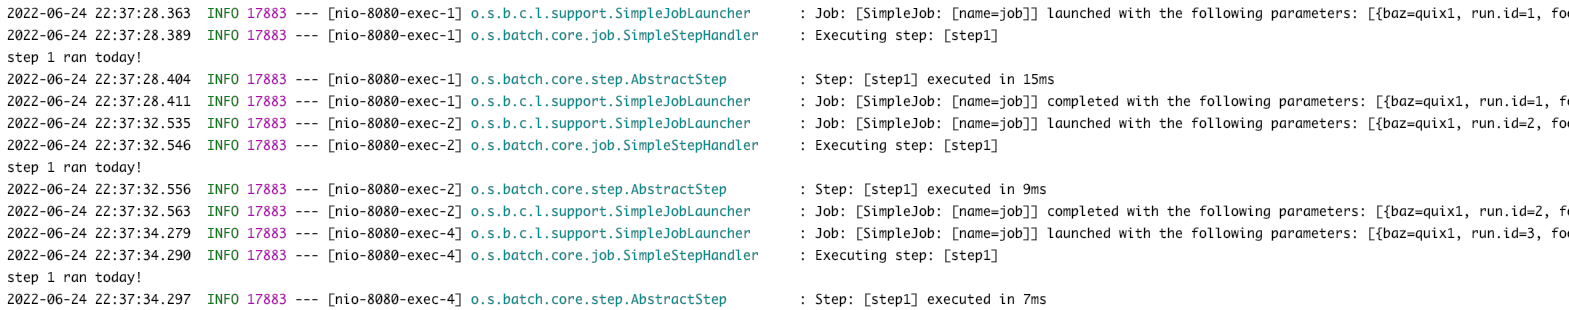 2022-06-24 22:37:28.363  INFO 17883 --- [nio-8080-exec-1] o.s.b.c.l.support.SimpleJobLauncher      : Job: [SimpleJob: [name=job]] launched with the following parameters: [{baz=quix1, run.id=1,
2022-06-24 22:37:28.389  INFO 17883 --- [nio-8080-exec-1] o.s.batch.core.job.SimpleStepHandler     : Executing step: [step1]
step 1 ran today!
2022-06-24 22:37:28.404  INFO 17883 --- [nio-8080-exec-1] o.s.batch.core.step.AbstractStep         : Step: [step1] executed in 15ms
2022-06-24 22:37:28.411  INFO 17883 --- [nio-8080-exec-1] o.s.b.c.l.support.SimpleJobLauncher      : Job: [SimpleJob: [name=job]] completed with the following parameters: [{baz=quix1, run.id=1,
2022-06-24 22:37:32.535  INFO 17883 --- [nio-8080-exec-2] o.s.b.c.l.support.SimpleJobLauncher      : Job: [SimpleJob: [name=job]] launched with the following parameters: [{baz=quix1, run.id=2,
2022-06-24 22:37:32.546  INFO 17883 --- [nio-8080-exec-2] o.s.batch.core.job.SimpleStepHandler     : Executing step: [step1]
step 1 ran today!
2022-06-24 22:37:32.556  INFO 17883 --- [nio-8080-exec-2] o.s.batch.core.step.AbstractStep         : Step: [step1] executed in 9ms
2022-06-24 22:37:32.563  INFO 17883 --- [nio-8080-exec-2] o.s.b.c.l.support.SimpleJobLauncher      : Job: [SimpleJob: [name=job]] completed with the following parameters: [{baz=quix1, run.id=2,
2022-06-24 22:37:34.279  INFO 17883 --- [nio-8080-exec-4] o.s.b.c.l.support.SimpleJobLauncher      : Job: [SimpleJob: [name=job]] launched with the following parameters: [{baz=quix1, run.id=3,
2022-06-24 22:37:34.290  INFO 17883 --- [nio-8080-exec-4] o.s.batch.core.job.SimpleStepHandler     : Executing step: [step1]
step 1 ran today!
2022-06-24 22:37:34.297  INFO 17883 --- [nio-8080-exec-4] o.s.batch.core.step.AbstractStep         : Step: [step1] executed in 7ms